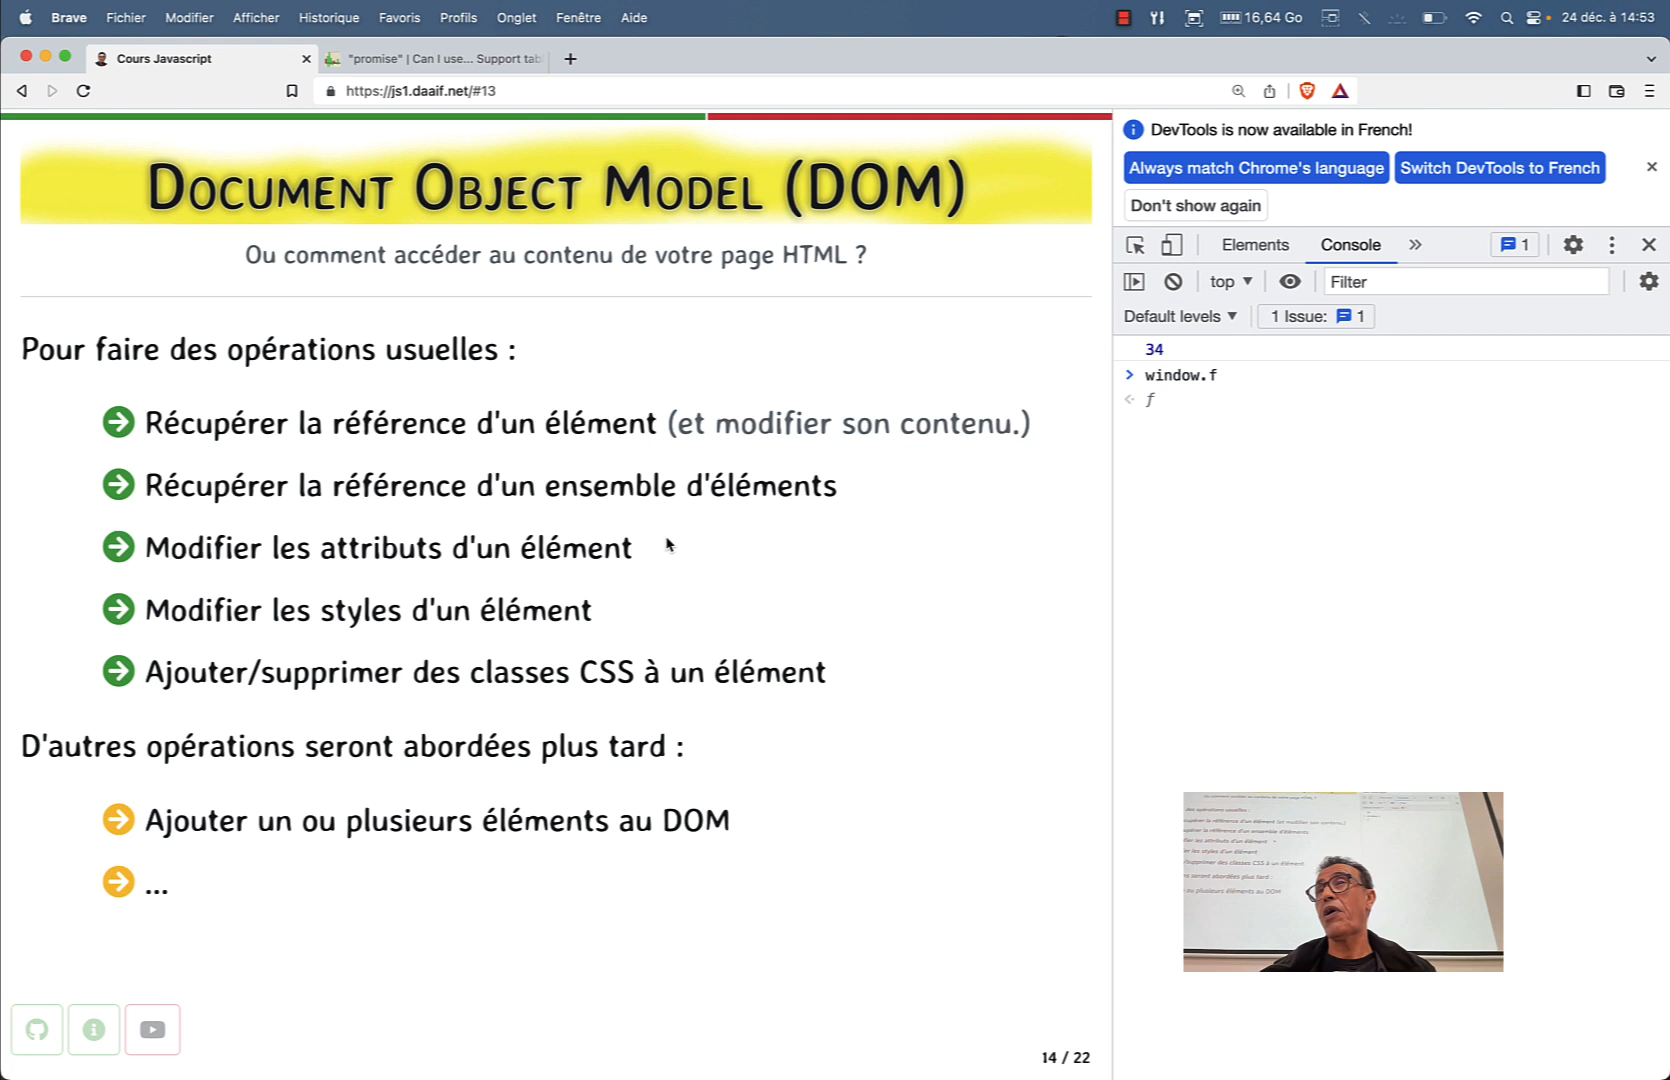 Brave Fichier Modifier Afficher Historique Favoris Profils Onglet Fenêtre Aide 16,64 Go 24 déc. à 14:53
Cours Javascript "promise" | Can I use... Support tab
https://js1.daaif.net/#13
DOCUMENT OBJECT MODEL (DOM)
Ou comment accéder au contenu de votre page HTML ?
Pour faire des opérations usuelles :
Récupérer la référence d'un élément (et modifier son contenu.)
Récupérer la référence d'un ensemble d'éléments
Modifier les attributs d'un élément
Modifier les styles d'un élément
Ajouter/supprimer des classes CSS à un élément
D'autres opérations seront abordées plus tard :
Ajouter un ou plusieurs éléments au DOM
...
14 / 22
DevTools is now available in French!
Always match Chrome's language Switch DevTools to French
Don't show again
Elements Console 1
top Filter
Default levels 1 Issue: 1
34
window.f
f